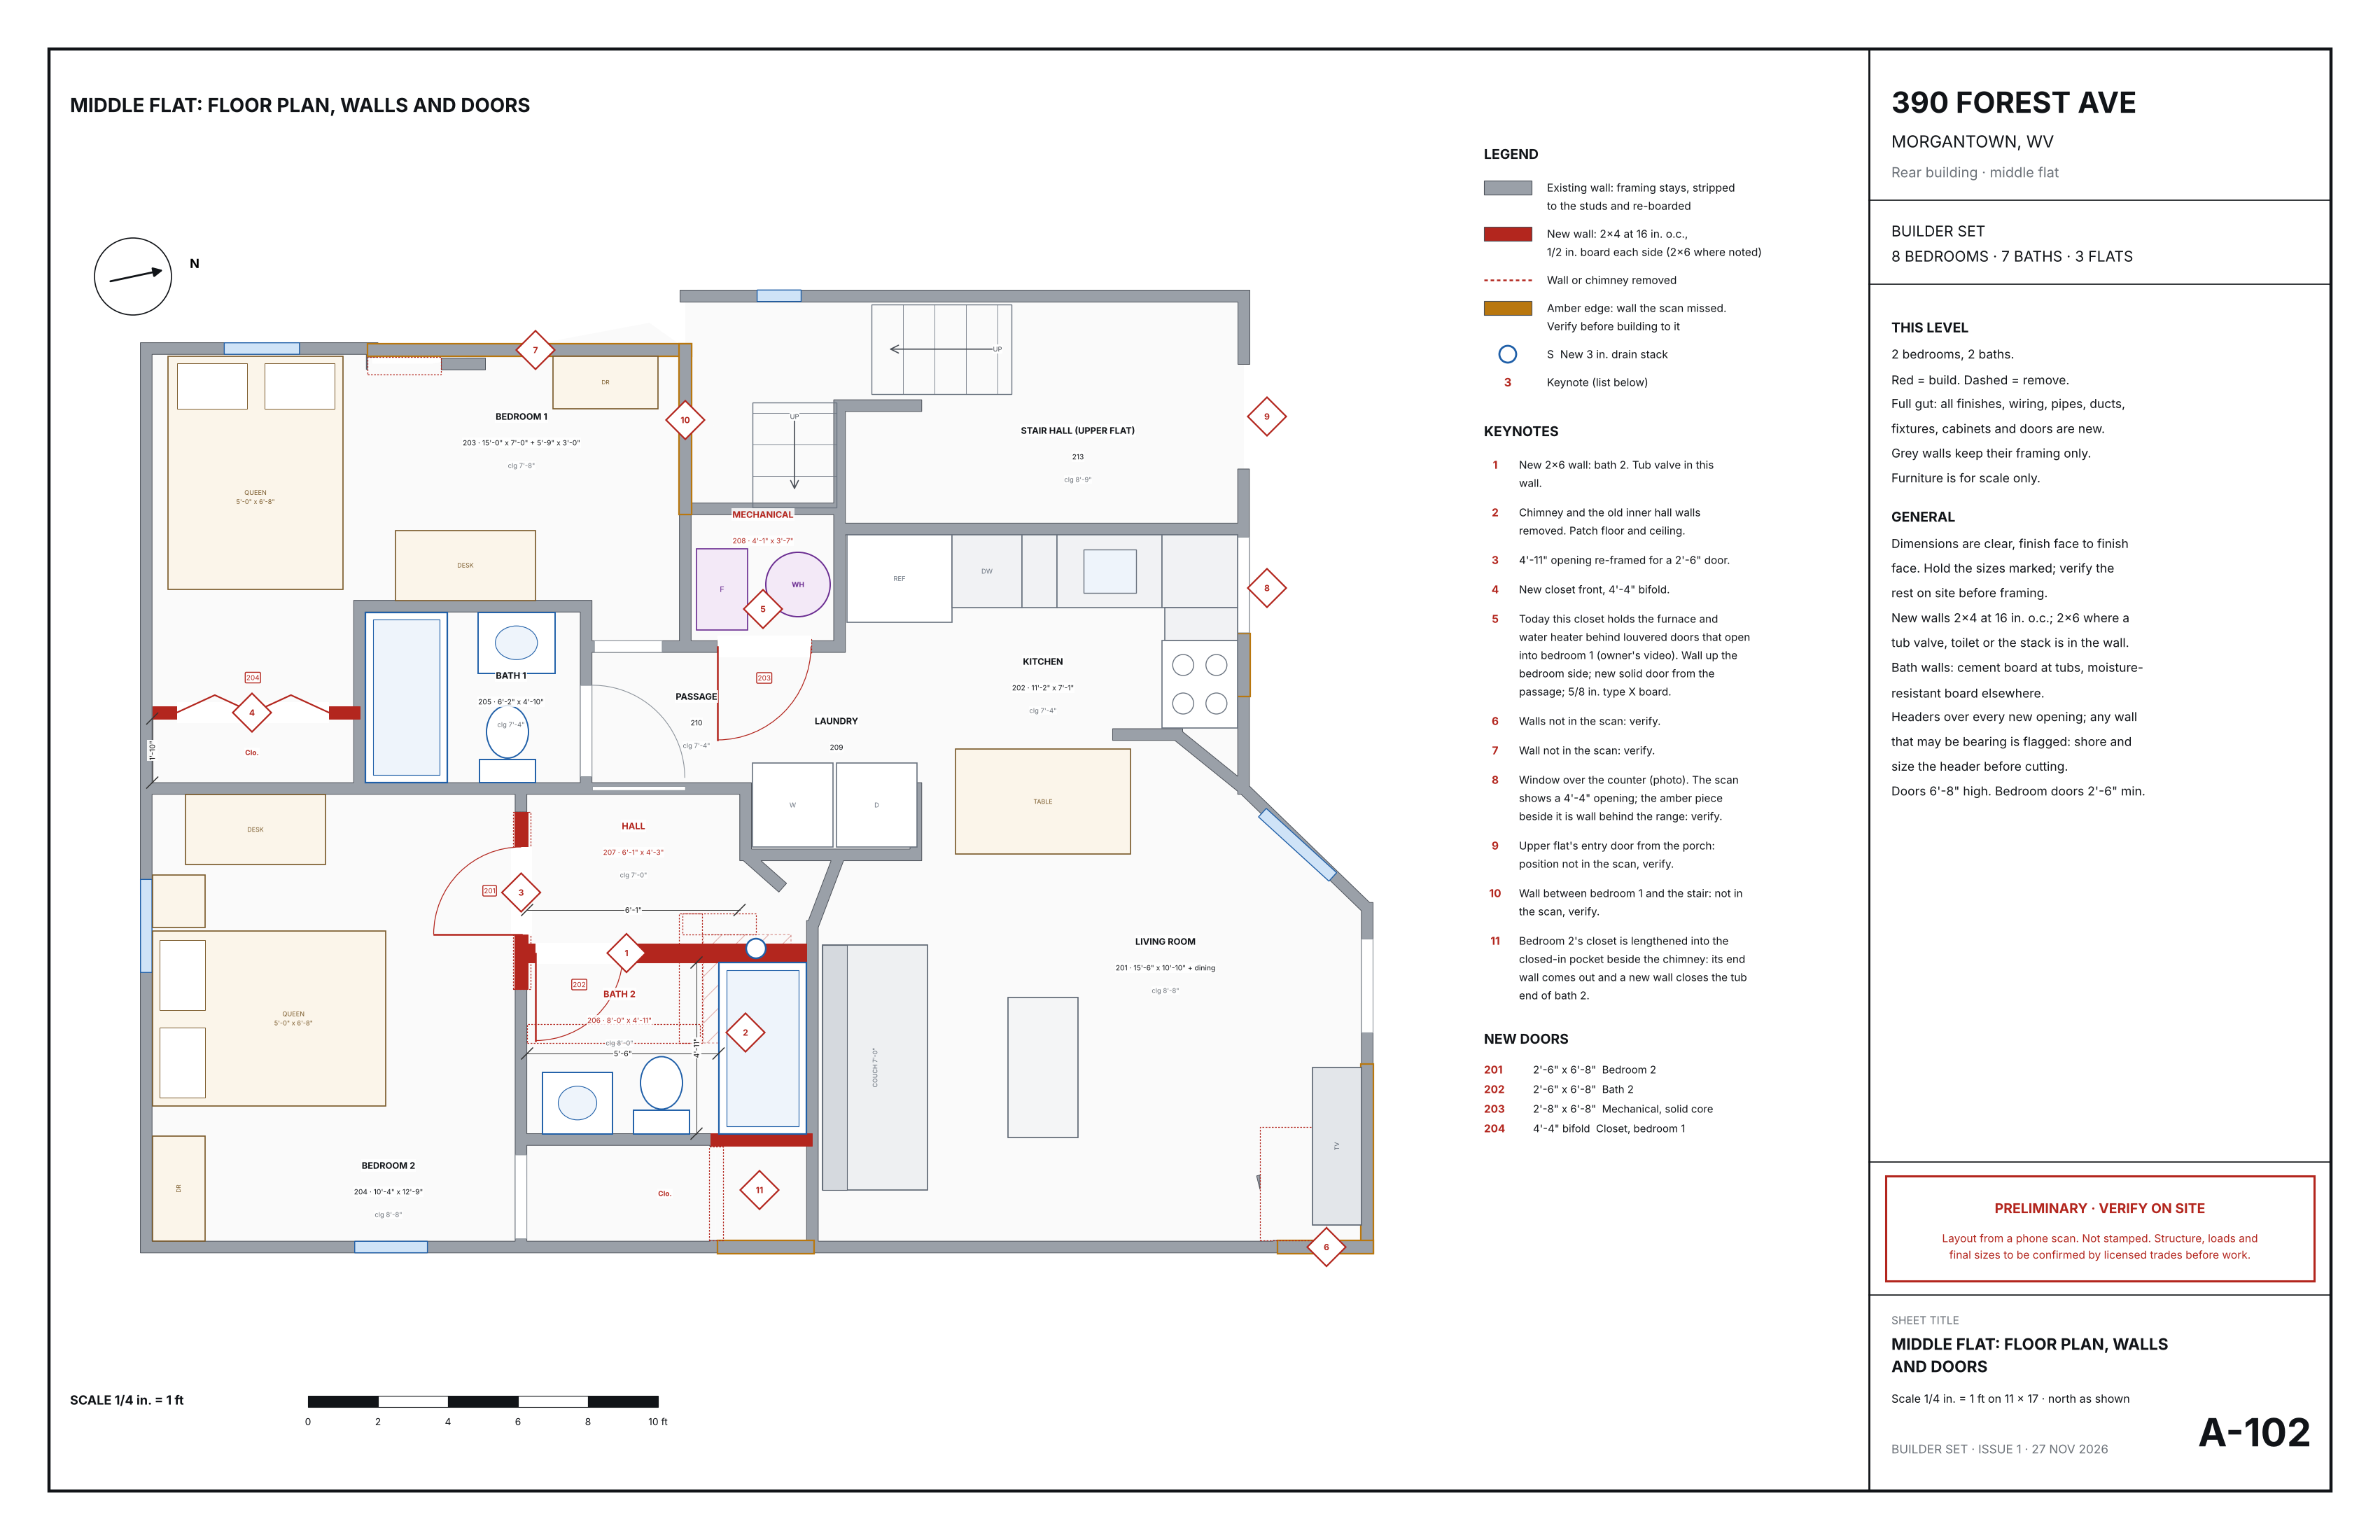 MIDDLE FLAT: FLOOR PLAN, WALLS AND DOORS
N
7
10
9
8
5
4
3
1
2
11
6
QUEEN
5'-0" x 6'-8"
DR
BEDROOM 1
203 · 15'-0" x 7'-0" + 5'-9" x 3'-0"
clg 7'-8"
DESK
UP
UP
STAIR HALL (UPPER FLAT)
213
clg 8'-9"
MECHANICAL
208 · 4'-1" x 3'-7"
F
WH
REF
DW
KITCHEN
202 · 11'-2" x 7'-1"
clg 7'-4"
204
Clo.
1'-10"
BATH 1
205 · 6'-2" x 4'-10"
clg 7'-4"
PASSAGE
210
clg 7'-4"
203
LAUNDRY
209
W
D
TABLE
DESK
HALL
207 · 6'-1" x 4'-3"
clg 7'-0"
201
6'-1"
202
BATH 2
206 · 8'-0" x 4'-11"
clg 8'-0"
5'-6"
4'-11"
QUEEN
5'-0" x 6'-8"
DR
BEDROOM 2
204 · 10'-4" x 12'-9"
clg 8'-8"
Clo.
COUCH 7'-0"
LIVING ROOM
201 · 15'-6" x 10'-10" + dining
clg 8'-8"
TV
SCALE 1/4 in. = 1 ft
0 2 4 6 8 10 ft
LEGEND
Existing wall: framing stays, stripped
to the studs and re-boarded
New wall: 2×4 at 16 in. o.c.,
1/2 in. board each side (2×6 where noted)
Wall or chimney removed
Amber edge: wall the scan missed.
Verify before building to it
S New 3 in. drain stack
3 Keynote (list below)
KEYNOTES
1 New 2×6 wall: bath 2. Tub valve in this
wall.
2 Chimney and the old inner hall walls
removed. Patch floor and ceiling.
3 4'-11" opening re-framed for a 2'-6" door.
4 New closet front, 4'-4" bifold.
5 Today this closet holds the furnace and
water heater behind louvered doors that open
into bedroom 1 (owner's video). Wall up the
bedroom side; new solid door from the
passage; 5/8 in. type X board.
6 Walls not in the scan: verify.
7 Wall not in the scan: verify.
8 Window over the counter (photo). The scan
shows a 4'-4" opening; the amber piece
beside it is wall behind the range: verify.
9 Upper flat's entry door from the porch:
position not in the scan, verify.
10 Wall between bedroom 1 and the stair: not in
the scan, verify.
11 Bedroom 2's closet is lengthened into the
closed-in pocket beside the chimney: its end
wall comes out and a new wall closes the tub
end of bath 2.
NEW DOORS
201 2'-6" x 6'-8" Bedroom 2
202 2'-6" x 6'-8" Bath 2
203 2'-8" x 6'-8" Mechanical, solid core
204 4'-4" bifold Closet, bedroom 1
390 FOREST AVE
MORGANTOWN, WV
Rear building · middle flat
BUILDER SET
8 BEDROOMS · 7 BATHS · 3 FLATS
THIS LEVEL
2 bedrooms, 2 baths.
Red = build. Dashed = remove.
Full gut: all finishes, wiring, pipes, ducts,
fixtures, cabinets and doors are new.
Grey walls keep their framing only.
Furniture is for scale only.
GENERAL
Dimensions are clear, finish face to finish
face. Hold the sizes marked; verify the
rest on site before framing.
New walls 2×4 at 16 in. o.c.; 2×6 where a
tub valve, toilet or the stack is in the wall.
Bath walls: cement board at tubs, moisture-
resistant board elsewhere.
Headers over every new opening; any wall
that may be bearing is flagged: shore and
size the header before cutting.
Doors 6'-8" high. Bedroom doors 2'-6" min.
PRELIMINARY · VERIFY ON SITE
Layout from a phone scan. Not stamped. Structure, loads and
final sizes to be confirmed by licensed trades before work.
SHEET TITLE
MIDDLE FLAT: FLOOR PLAN, WALLS
AND DOORS
Scale 1/4 in. = 1 ft on 11 × 17 · north as shown
BUILDER SET · ISSUE 1 · 27 NOV 2026
A-102